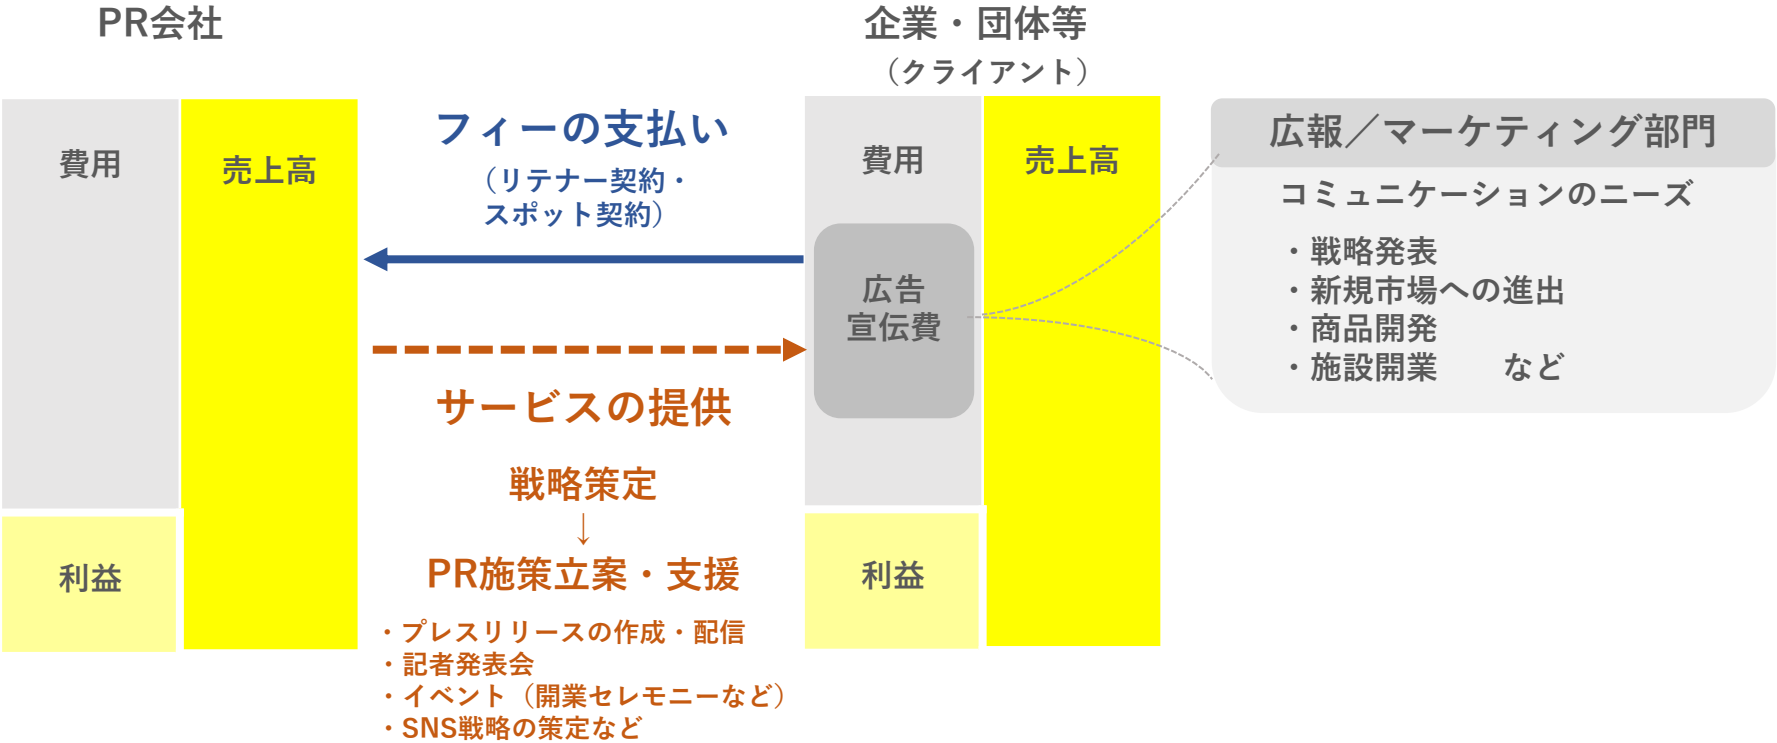 PR会社
費用
売上高
利益
フィーの支払い
（リテナー契約・
スポット契約）
サービスの提供
戦略策定
↓
PR施策立案・支援
・プレスリリースの作成・配信
・記者発表会
・イベント（開業セレモニーなど）
・SNS戦略の策定など
企業・団体等
（クライアント）
費用
売上高
広告
宣伝費
利益
広報／マーケティング部門
コミュニケーションのニーズ
・戦略発表
・新規市場への進出
・商品開発
・施設開業　　など